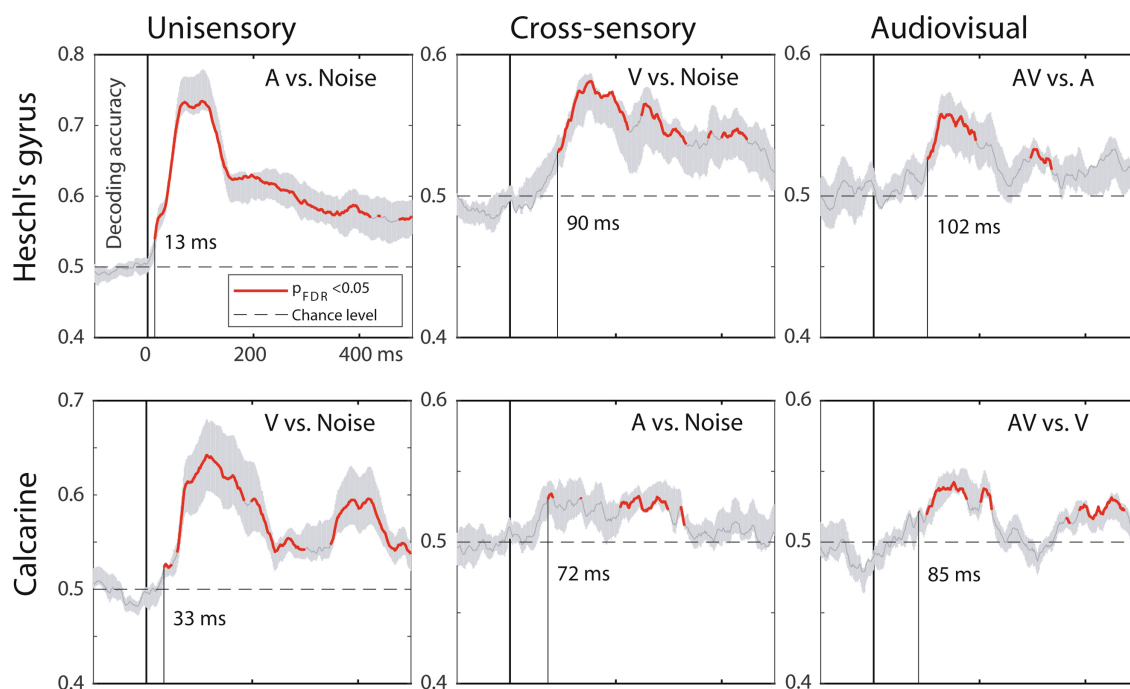 Unisensory
Cross-sensory
Audiovisual
Heschl's gyrus
0.8
0.7
0.6
0.5
0.4
Decoding accuracy
A vs. Noise
13 ms
pFDR <0.05
Chance level
0
200
400 ms
0.6
0.5
0.4
V vs. Noise
90 ms
0.6
0.5
0.4
AV vs. A
102 ms
Calcarine
0.7
0.6
0.5
0.4
V vs. Noise
33 ms
0.6
0.5
0.4
A vs. Noise
72 ms
0.6
0.5
0.4
AV vs. V
85 ms